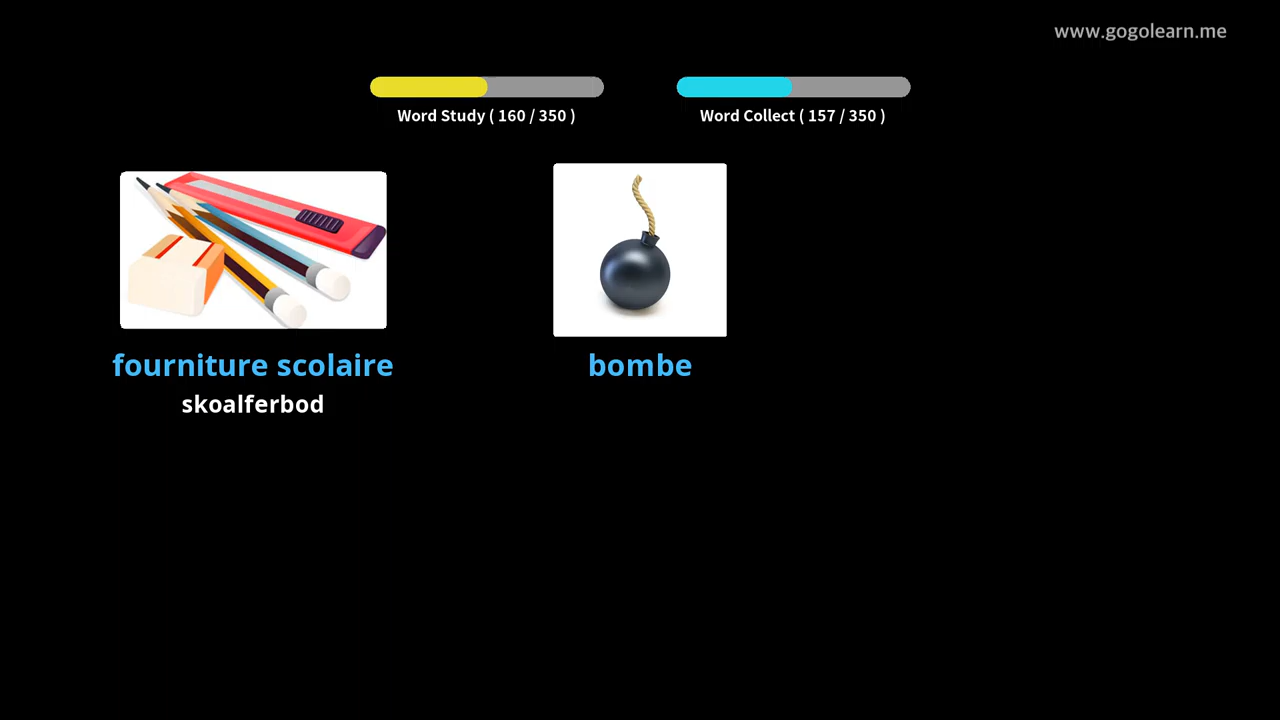 www.gogolearn.me
Word Study ( 160 / 350 )
Word Collect ( 157 / 350 )
fourniture scolaire
skoalferbod
bombe